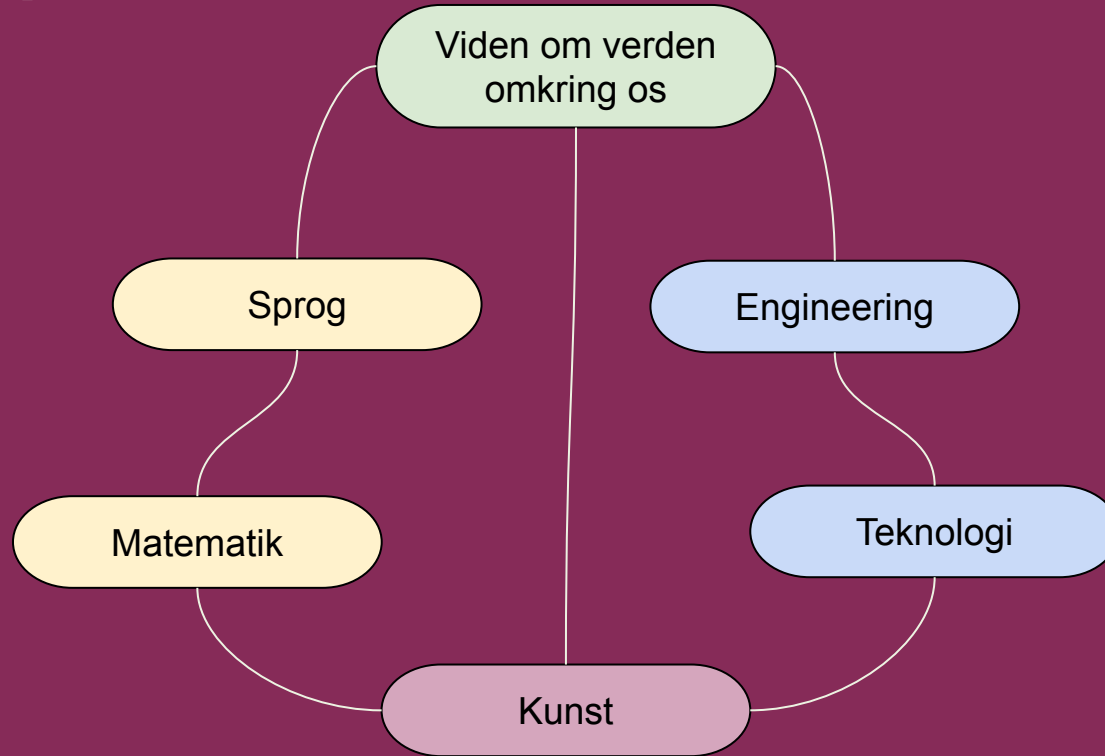 Viden om verden
omkring os
Sprog
Engineering
Matematik
Teknologi
Kunst